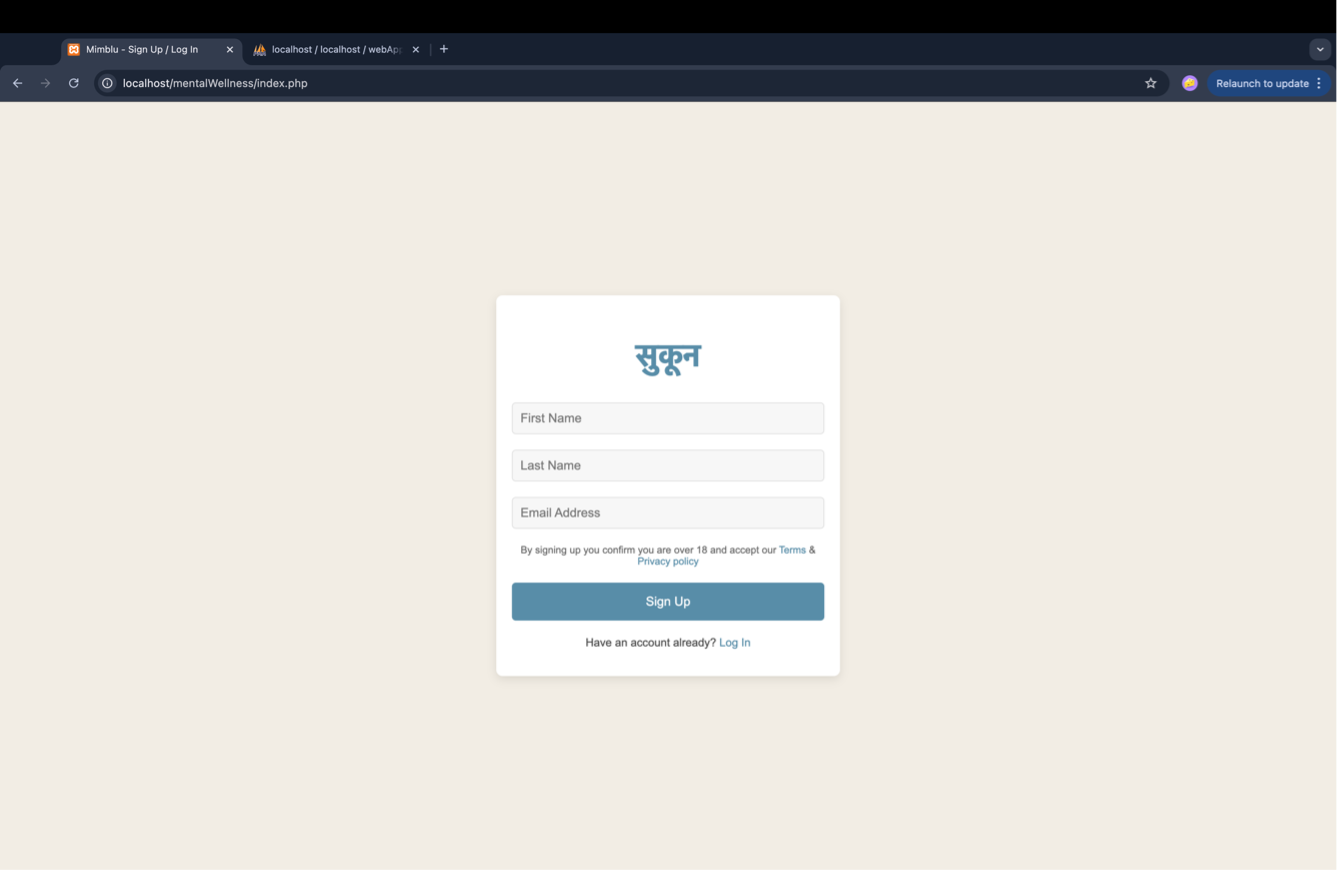 Mimblu - Sign Up / Log In
localhost / localhost / webAp
localhost/mentalWellness/index.php
Relaunch to update
सुकून
First Name
Last Name
Email Address
By signing up you confirm you are over 18 and accept our Terms &
Privacy policy
Sign Up
Have an account already? Log In